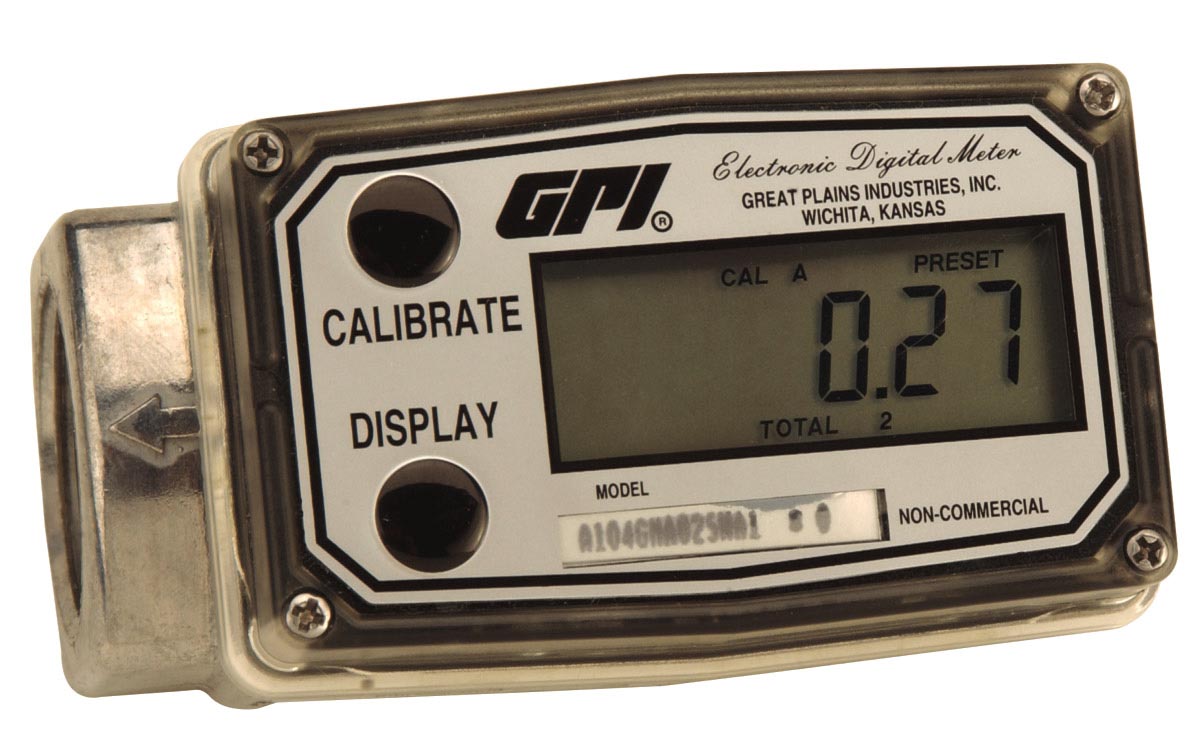 GPI®
Electronic Digital Meter
GREAT PLAINS INDUSTRIES, INC.
WICHITA, KANSAS
CALIBRATE
CAL A PRESET
0.27
TOTAL 2
DISPLAY
MODEL
NON-COMMERCIAL